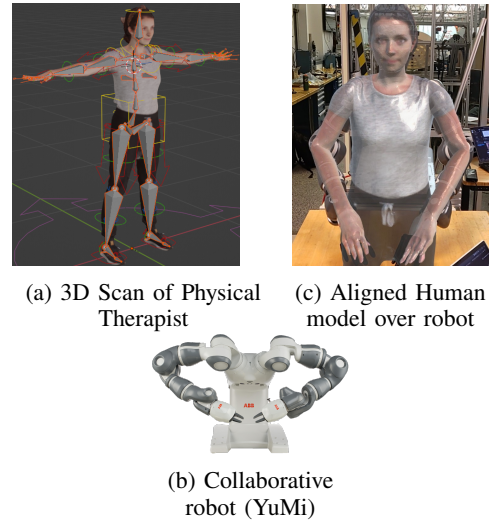 (a) 3D Scan of Physical
Therapist
(c) Aligned Human
model over robot
ABB
(b) Collaborative
robot (YuMi)